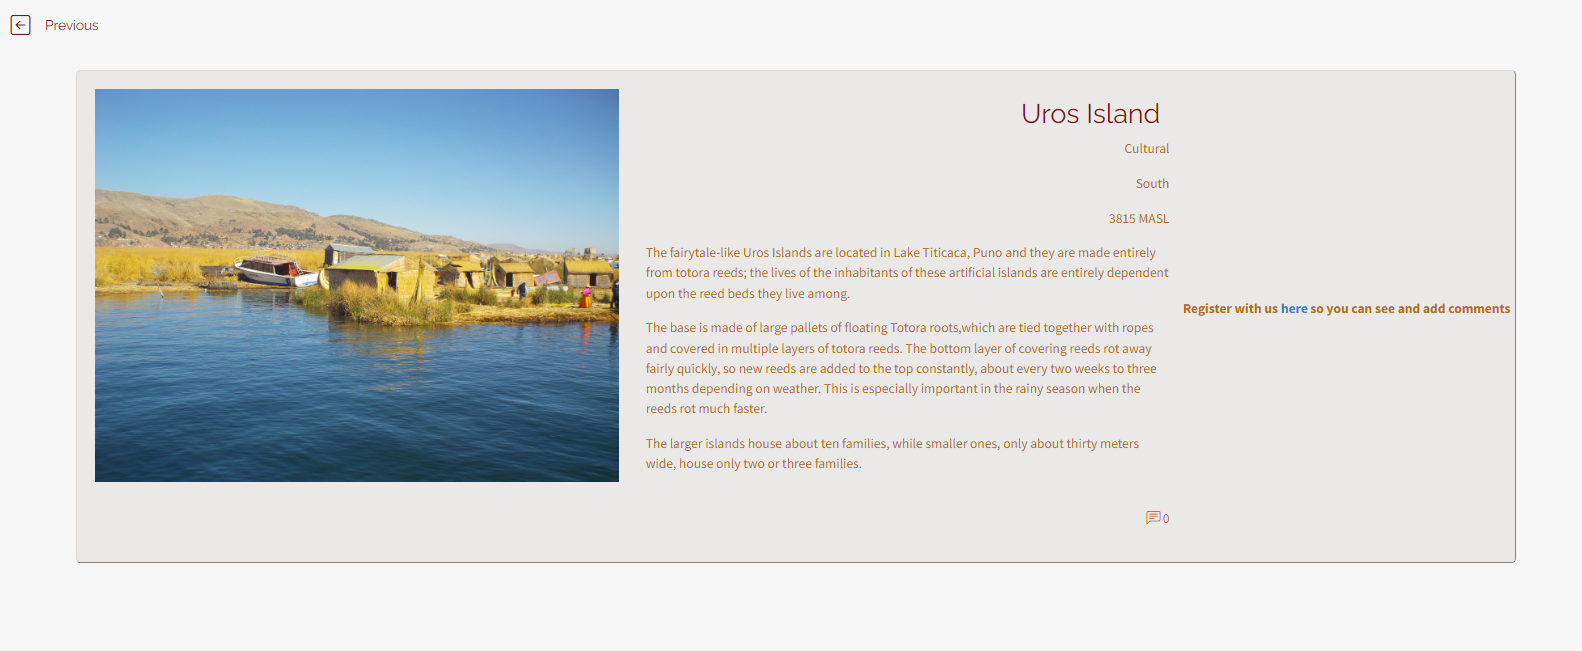 Previous
Uros Island
Cultural
South
3815 MASL
The fairytale-like Uros Islands are located in Lake Titicaca, Puno and they are made entirely
from totora reeds; the lives of the inhabitants of these artificial islands are entirely dependent
upon the reed beds they live among.
The base is made of large pallets of floating Totora roots,which are tied together with ropes
and covered in multiple layers of totora reeds. The bottom layer of covering reeds rot away
fairly quickly, so new reeds are added to the top constantly, about every two weeks to three
months depending on weather. This is especially important in the rainy season when the
reeds rot much faster.
The larger islands house about ten families, while smaller ones, only about thirty meters
wide, house only two or three families.
0
Register with us here so you can see and add comments